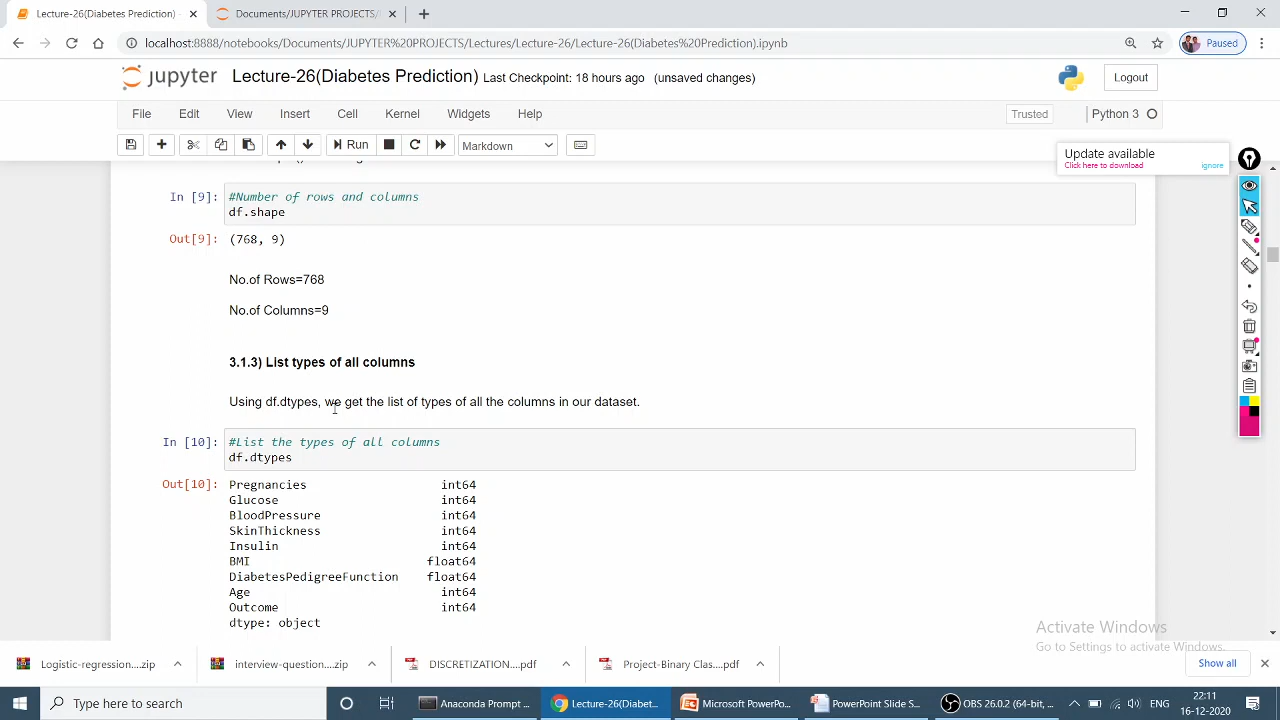 Lecture-26(Diabetes Prediction)
Documents/JUPYTER PROJECTS/
localhost:8888/notebooks/Documents/JUPYTER%20PROJECTS/Lectures/Lecture-26/Lecture-26(Diabetes%20Prediction).ipynb
Paused
jupyter Lecture-26(Diabetes Prediction) Last Checkpoint: 18 hours ago (unsaved changes)
Logout
File Edit View Insert Cell Kernel Widgets Help
Trusted
Python 3
Run
Markdown
Update available
Click here to download
ignore
In [9]: #Number of rows and columns
df.shape
Out[9]: (768, 9)
No.of Rows=768
No.of Columns=9
3.1.3) List types of all columns
Using df.dtypes, we get the list of types of all the columns in our dataset.
In [10]: #List the types of all columns
df.dtypes
Out[10]: Pregnancies int64
Glucose int64
BloodPressure int64
SkinThickness int64
Insulin int64
BMI float64
DiabetesPedigreeFunction float64
Age int64
Outcome int64
dtype: object
Activate Windows
Go to Settings to activate Windows.
Logistic-regression....zip
interview-question....zip
DISCRETIZATION....pdf
Project-Binary Clas....pdf
Show all
Type here to search
Anaconda Prompt ...
Lecture-26(Diabet...
Microsoft PowerPo...
PowerPoint Slide S...
OBS 26.0.2 (64-bit, ...
ENG
22:11
16-12-2020